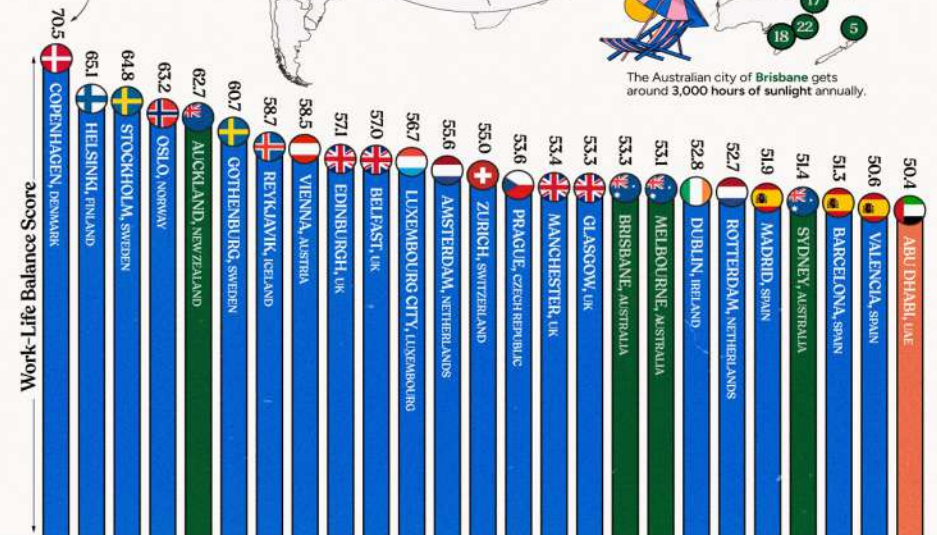 17
22
18
5
The Australian city of Brisbane gets
around 3,000 hours of sunlight annually.
Work-Life Balance Score
70.5
COPENHAGEN, DENMARK
65.1
HELSINKI, FINLAND
64.8
STOCKHOLM, SWEDEN
63.2
OSLO, NORWAY
62.7
AUCKLAND, NEW ZEALAND
60.7
GOTHENBURG, SWEDEN
58.7
REYKJAVIK, ICELAND
58.5
VIENNA, AUSTRIA
57.1
EDINBURGH, UK
57.0
BELFAST, UK
56.7
LUXEMBOURG CITY, LUXEMBOURG
55.6
AMSTERDAM, NETHERLANDS
55.0
ZURICH, SWITZERLAND
53.6
PRAGUE, CZECH REPUBLIC
53.4
MANCHESTER, UK
53.3
GLASGOW, UK
53.3
BRISBANE, AUSTRALIA
53.1
MELBOURNE, AUSTRALIA
52.8
DUBLIN, IRELAND
52.7
ROTTERDAM, NETHERLANDS
51.9
MADRID, SPAIN
51.4
SYDNEY, AUSTRALIA
51.3
BARCELONA, SPAIN
50.6
VALENCIA, SPAIN
50.4
ABU DHABI, UAE